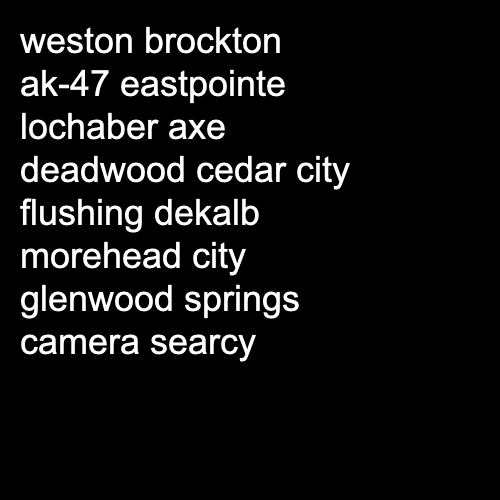 weston brockton
ak-47 eastpointe
lochaber axe
deadwood cedar city
flushing dekalb
morehead city
glenwood springs
camera searcy